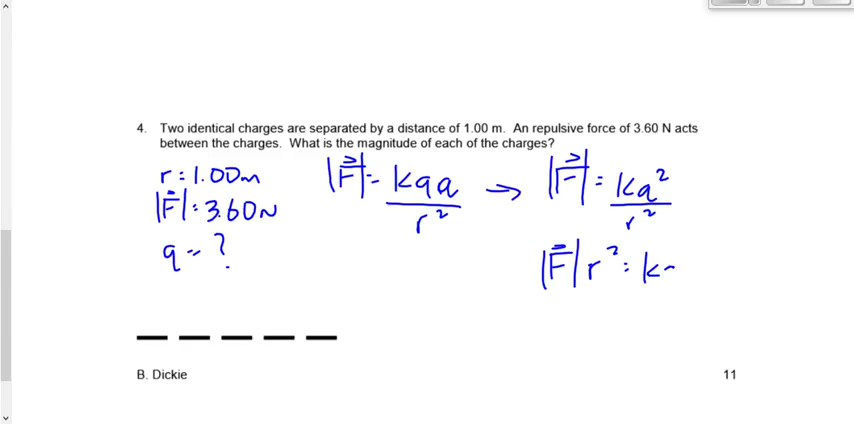 4. Two identical charges are separated by a distance of 1.00 m. An repulsive force of 3.60 N acts
between the charges. What is the magnitude of each of the charges?
r = 1.00m
|F⃗| = 3.60N
q = ?
|F⃗| = kqq / r² → |F⃗| = kq² / r²
|F⃗| r² = k
B. Dickie
11